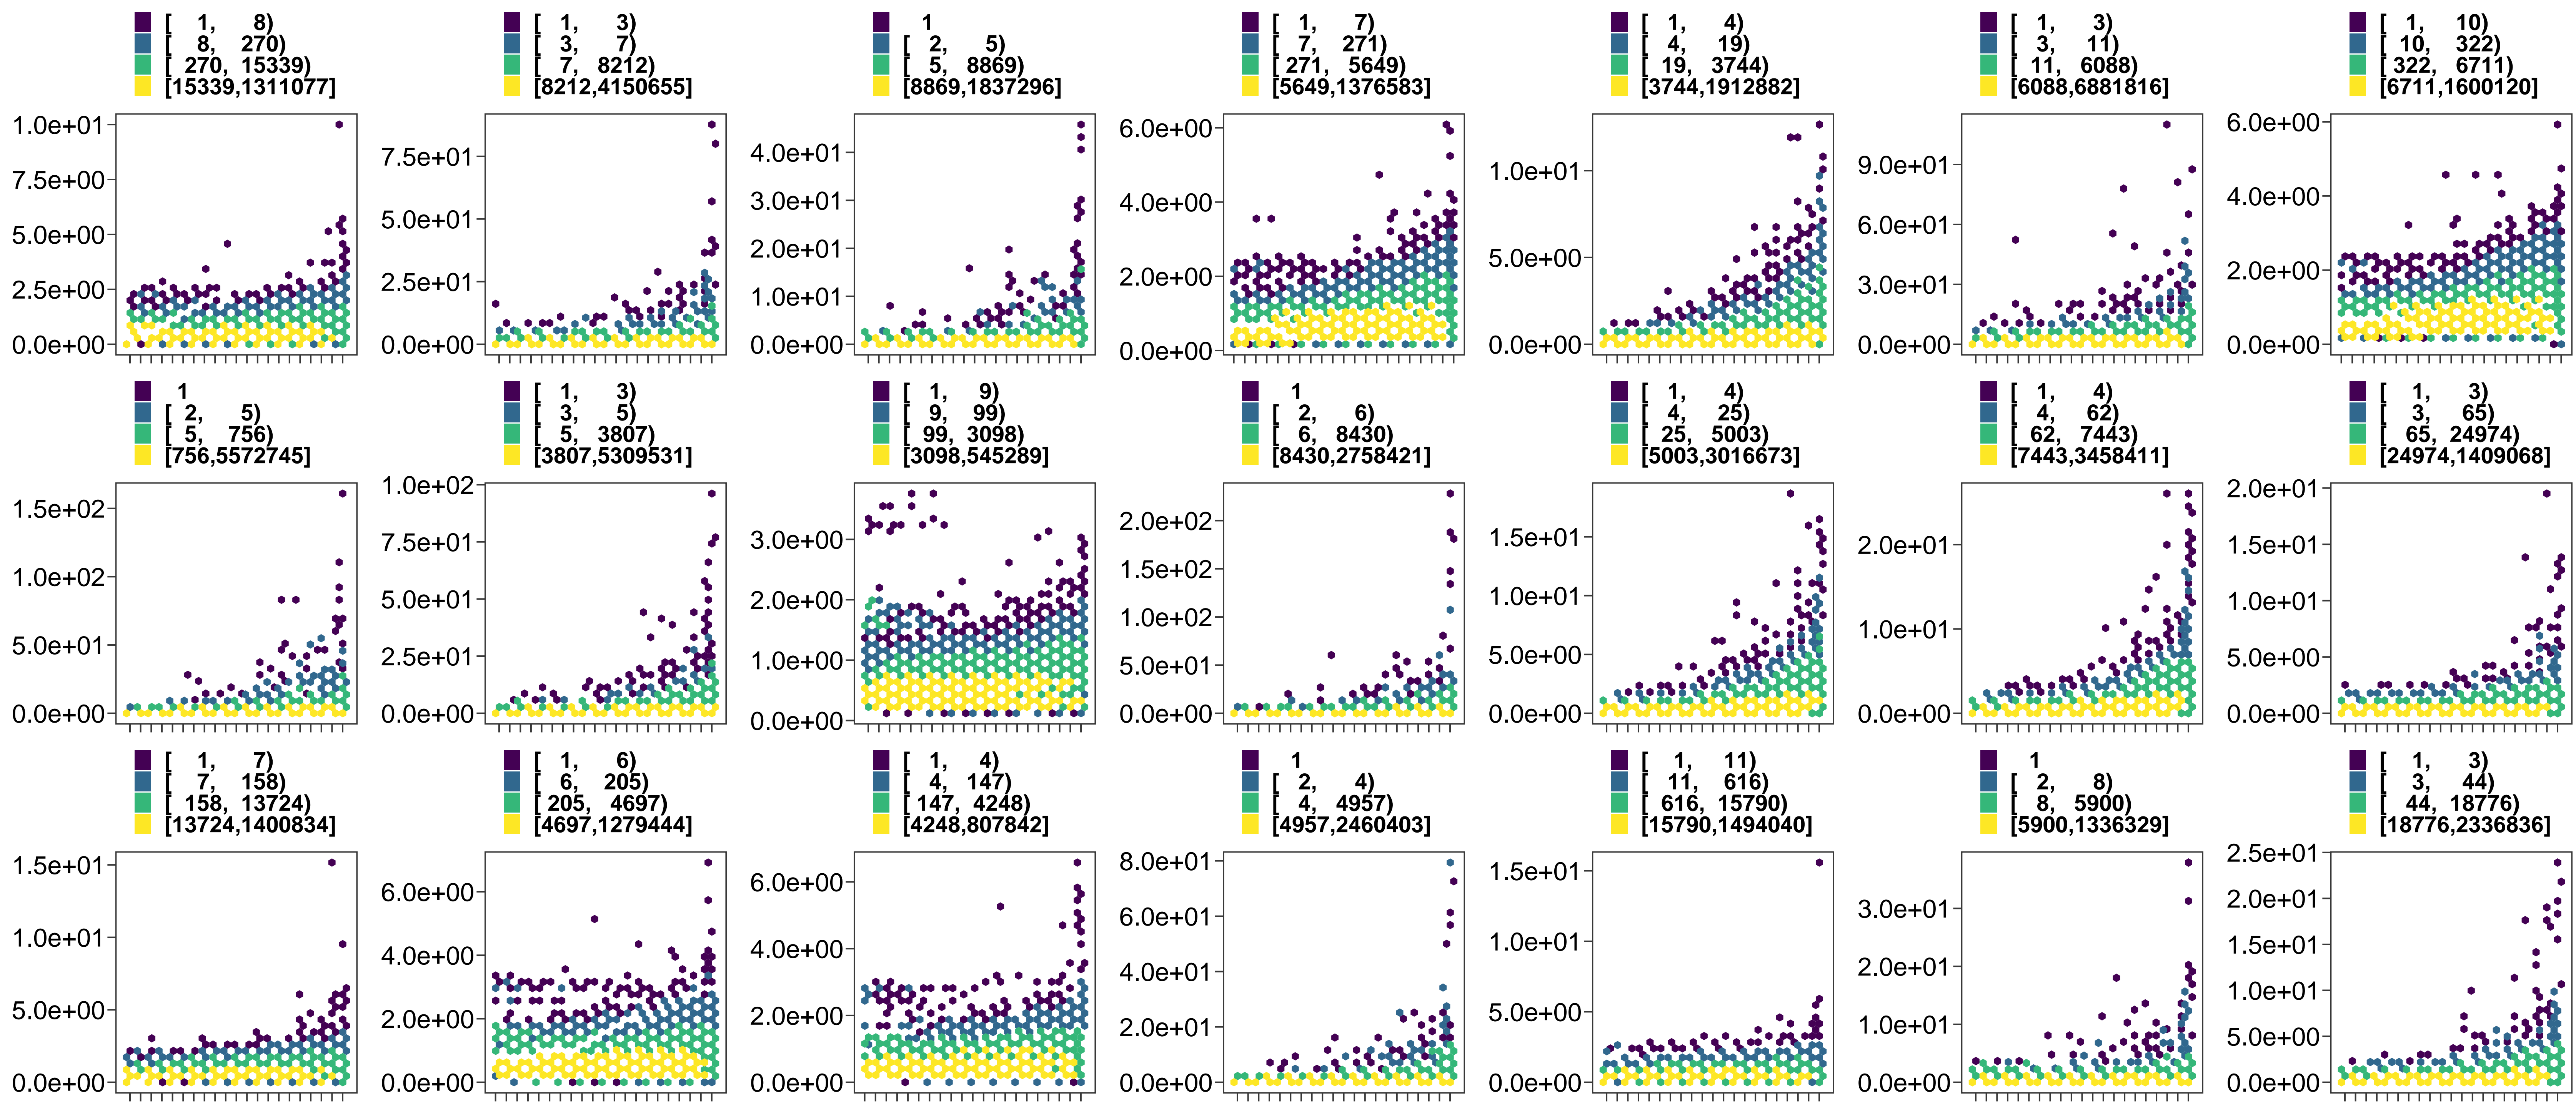 [ 1, 8)
[ 8, 270)
[ 270, 15339)
[15339,1311077]
1.0e+01
7.5e+00
5.0e+00
2.5e+00
0.0e+00
[ 1, 3)
[ 3, 7)
[ 7, 8212)
[8212,4150655]
7.5e+01
5.0e+01
2.5e+01
0.0e+00
1
[ 2, 5)
[ 5, 8869)
[8869,1837296]
4.0e+01
3.0e+01
2.0e+01
1.0e+01
0.0e+00
[ 1, 7)
[ 7, 271)
[271, 5649)
[5649,1376583]
6.0e+00
4.0e+00
2.0e+00
0.0e+00
[ 1, 4)
[ 4, 19)
[ 19, 3744)
[3744,1912882]
1.0e+01
5.0e+00
0.0e+00
[ 1, 3)
[ 3, 11)
[ 11, 6088)
[6088,6881816]
9.0e+01
6.0e+01
3.0e+01
0.0e+00
[ 1, 10)
[ 10, 322)
[322, 6711)
[6711,1600120]
6.0e+00
4.0e+00
2.0e+00
0.0e+00
1
[ 2, 5)
[ 5, 756)
[756,5572745]
1.5e+02
1.0e+02
5.0e+01
0.0e+00
[ 1, 3)
[ 3, 5)
[ 5, 3807)
[3807,5309531]
1.0e+02
7.5e+01
5.0e+01
2.5e+01
0.0e+00
[ 1, 9)
[ 9, 99)
[ 99, 3098)
[3098,545289]
3.0e+00
2.0e+00
1.0e+00
0.0e+00
1
[ 2, 6)
[ 6, 8430)
[8430,2758421]
2.0e+02
1.5e+02
1.0e+02
5.0e+01
0.0e+00
[ 1, 4)
[ 4, 25)
[ 25, 5003)
[5003,3016673]
1.5e+01
1.0e+01
5.0e+00
0.0e+00
[ 1, 4)
[ 4, 62)
[ 62, 7443)
[7443,3458411]
2.0e+01
1.0e+01
0.0e+00
[ 1, 3)
[ 3, 65)
[ 65, 24974)
[24974,1409068]
2.0e+01
1.5e+01
1.0e+01
5.0e+00
0.0e+00
[ 1, 7)
[ 7, 158)
[ 158, 13724)
[13724,1400834]
1.5e+01
1.0e+01
5.0e+00
0.0e+00
[ 1, 6)
[ 6, 205)
[ 205, 4697)
[4697,1279444]
6.0e+00
4.0e+00
2.0e+00
0.0e+00
[ 1, 4)
[ 4, 147)
[ 147, 4248)
[4248,807842]
6.0e+00
4.0e+00
2.0e+00
0.0e+00
1
[ 2, 4)
[ 4, 4957)
[4957,2460403]
8.0e+01
6.0e+01
4.0e+01
2.0e+01
0.0e+00
[ 1, 11)
[ 11, 616)
[ 616, 15790)
[15790,1494040]
1.5e+01
1.0e+01
5.0e+00
0.0e+00
1
[ 2, 8)
[ 8, 5900)
[5900,1336329]
3.0e+01
2.0e+01
1.0e+01
0.0e+00
[ 1, 3)
[ 3, 44)
[ 44, 18776)
[18776,2336836]
2.5e+01
2.0e+01
1.5e+01
1.0e+01
5.0e+00
0.0e+00